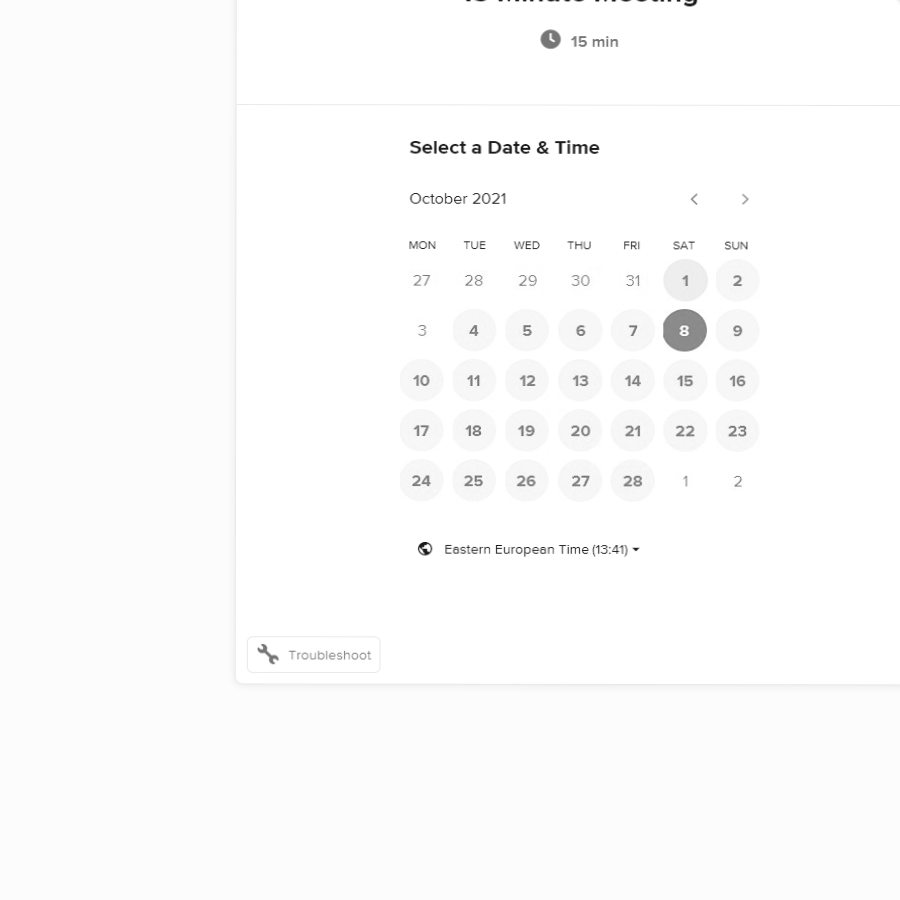 15 min
Select a Date & Time
October 2021
MON TUE WED THU FRI SAT SUN
27 28 29 30 31 1 2
3 4 5 6 7 8 9
10 11 12 13 14 15 16
17 18 19 20 21 22 23
24 25 26 27 28 1 2
Eastern European Time (13:41)
Troubleshoot